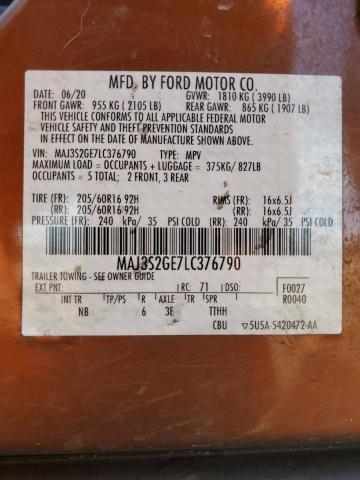 MFD. BY FORD MOTOR CO.
DATE: 06/20 GVWR: 1810 KG ( 3990 LB)
FRONT GAWR: 955 KG ( 2105 LB) REAR GAWR: 865 KG ( 1907 LB)
THIS VEHICLE CONFORMS TO ALL APPLICABLE FEDERAL MOTOR
VEHICLE SAFETY AND THEFT PREVENTION STANDARDS
IN EFFECT ON THE DATE OF MANUFACTURE SHOWN ABOVE.
VIN: MAJ3S2GE7LC376790 TYPE: MPV
MAXIMUM LOAD = OCCUPANTS + LUGGAGE = 375KG/ 827LB
OCCUPANTS = 5 TOTAL: 2 FRONT, 3 REAR
TIRE (FR): 205/60R16 92H RIMS (FR): 16x6.5J
(RR): 205/60R16 92H (RR): 16x6.5J
PRESSURE (FR): 240 kPa/ 35 PSI COLD (RR): 240 kPa/ 35 PSI COLD
MAJ3S2GE7LC376790
TRAILER TOWING - SEE OWNER GUIDE
EXT PNT: RC: 71 DSO: F0027
R0040
INT TR TP/PS R AXLE TR SPR
NB 6 3E TTHH
CBU 5U5A-5420472-AA